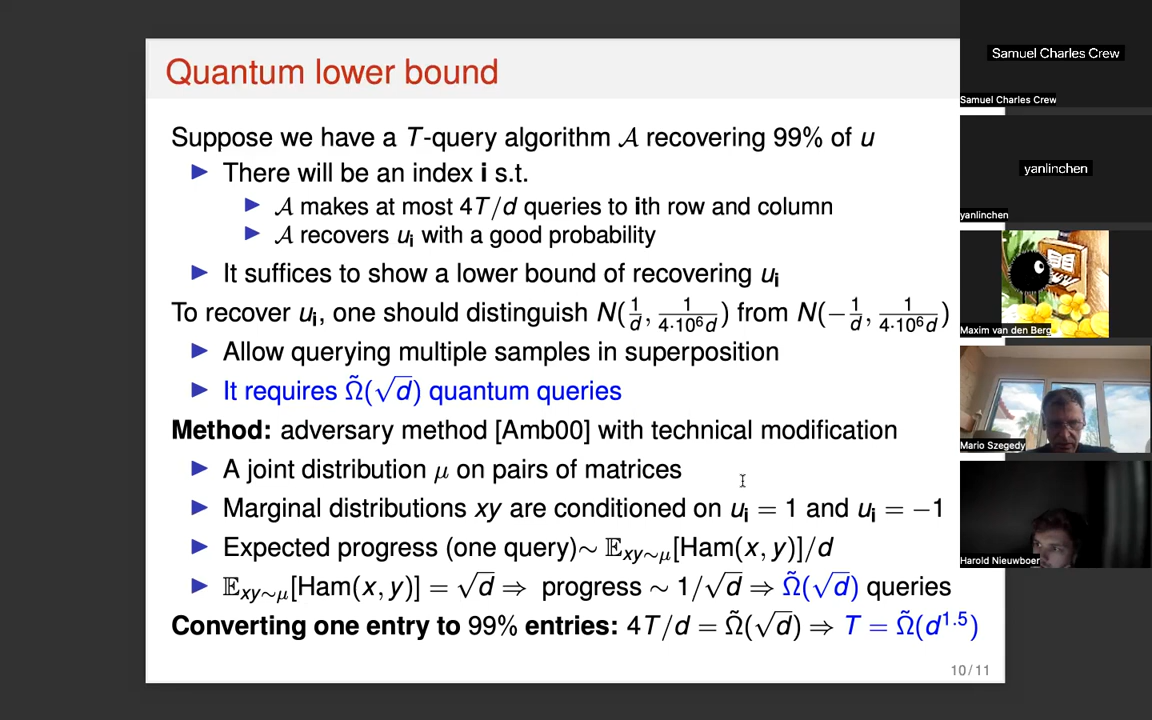 Quantum lower bound
Suppose we have a T-query algorithm 𝒜 recovering 99% of u
► There will be an index i s.t.
► 𝒜 makes at most 4T/d queries to ith row and column
► 𝒜 recovers uᵢ with a good probability
► It suffices to show a lower bound of recovering uᵢ
To recover uᵢ, one should distinguish N(1/d, 1/(4·10⁶d)) from N(−1/d, 1/(4·10⁶d))
► Allow querying multiple samples in superposition
► It requires Ω̃(√d) quantum queries
Method: adversary method [Amb00] with technical modification
► A joint distribution μ on pairs of matrices
► Marginal distributions xy are conditioned on uᵢ = 1 and uᵢ = −1
► Expected progress (one query)∼ 𝔼xy∼μ[Ham(x, y)]/d
► 𝔼xy∼μ[Ham(x, y)] = √d ⇒ progress ∼ 1/√d ⇒ Ω̃(√d) queries
Converting one entry to 99% entries: 4T/d = Ω̃(√d) ⇒ T = Ω̃(d^1.5)
10/11
Samuel Charles Crew
Samuel Charles Crew
yanlinchen
yanlinchen
Maxim van den Berg
Mario Szegedy
Harold Nieuwboer